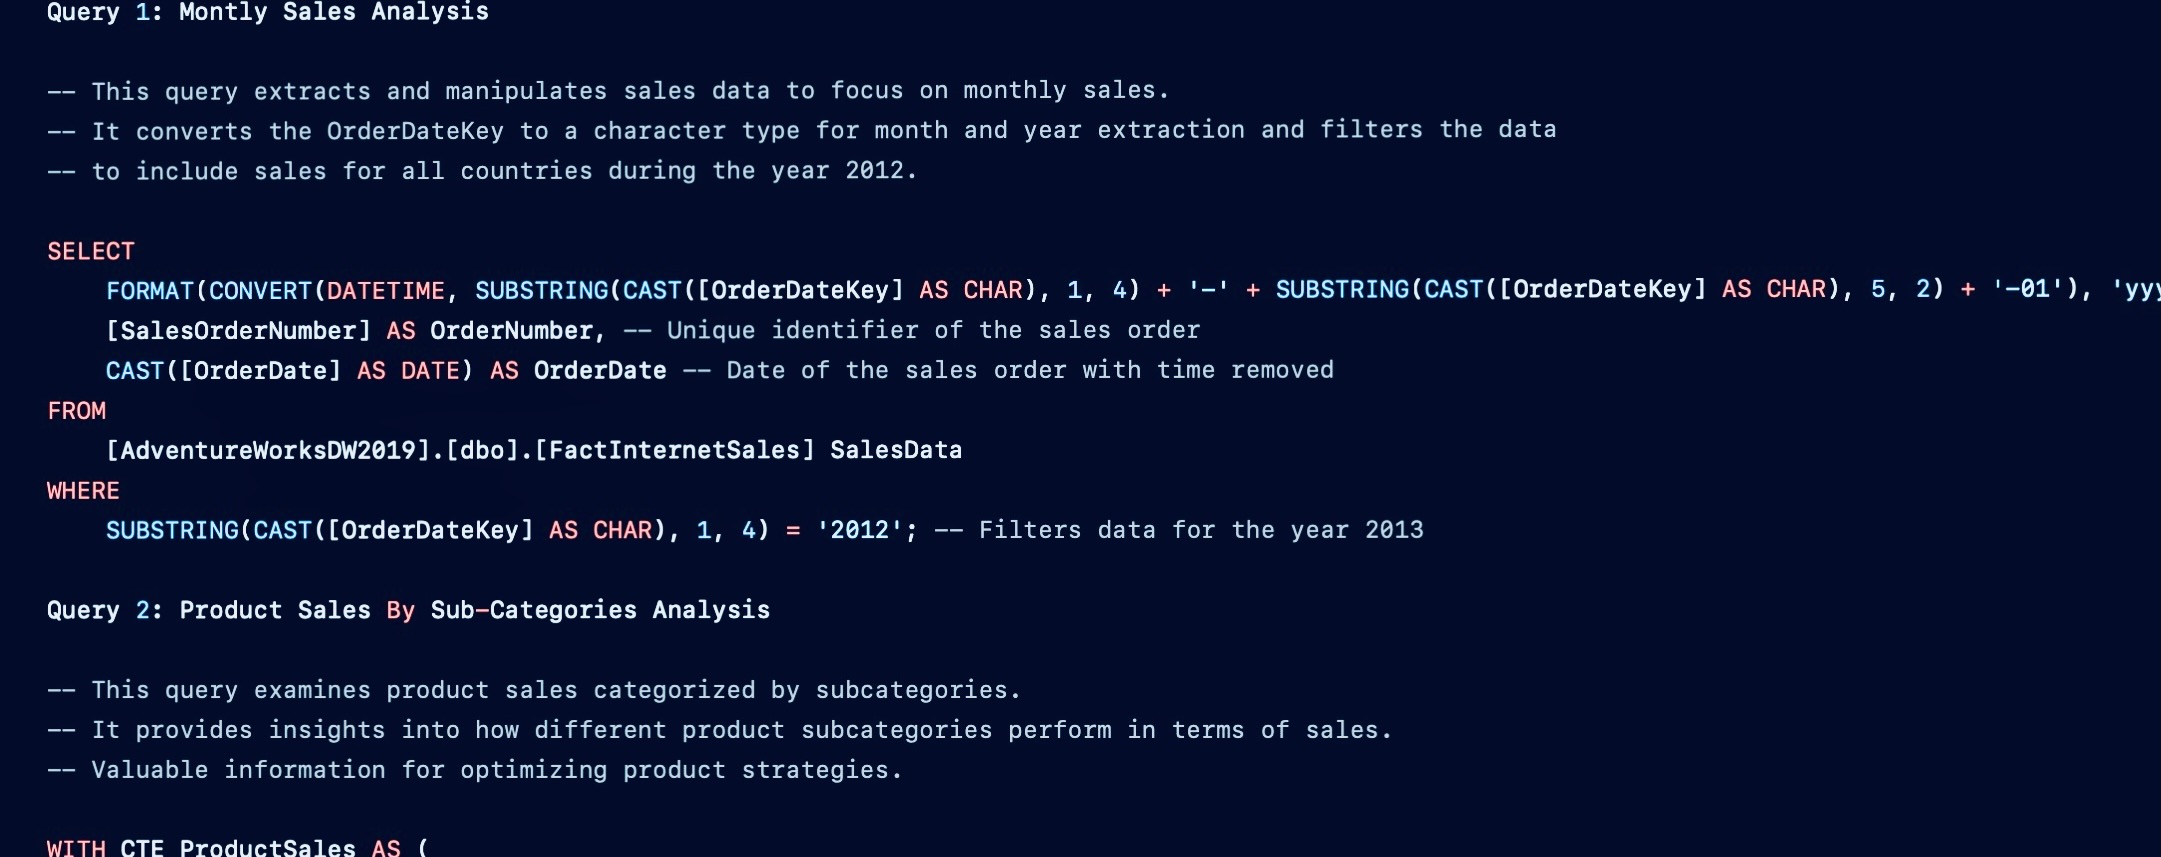 Query 1: Montly Sales Analysis
-- This query extracts and manipulates sales data to focus on monthly sales.
-- It converts the OrderDateKey to a character type for month and year extraction and filters the data
-- to include sales for all countries during the year 2012.
SELECT
FORMAT(CONVERT(DATETIME, SUBSTRING(CAST([OrderDateKey] AS CHAR), 1, 4) + '-' + SUBSTRING(CAST([OrderDateKey] AS CHAR), 5, 2) + '-01'), 'yyy
[SalesOrderNumber] AS OrderNumber, -- Unique identifier of the sales order
CAST([OrderDate] AS DATE) AS OrderDate -- Date of the sales order with time removed
FROM
[AdventureWorksDW2019].[dbo].[FactInternetSales] SalesData
WHERE
SUBSTRING(CAST([OrderDateKey] AS CHAR), 1, 4) = '2012'; -- Filters data for the year 2013
Query 2: Product Sales By Sub-Categories Analysis
-- This query examines product sales categorized by subcategories.
-- It provides insights into how different product subcategories perform in terms of sales.
-- Valuable information for optimizing product strategies.
WITH CTE ProductSales AS (